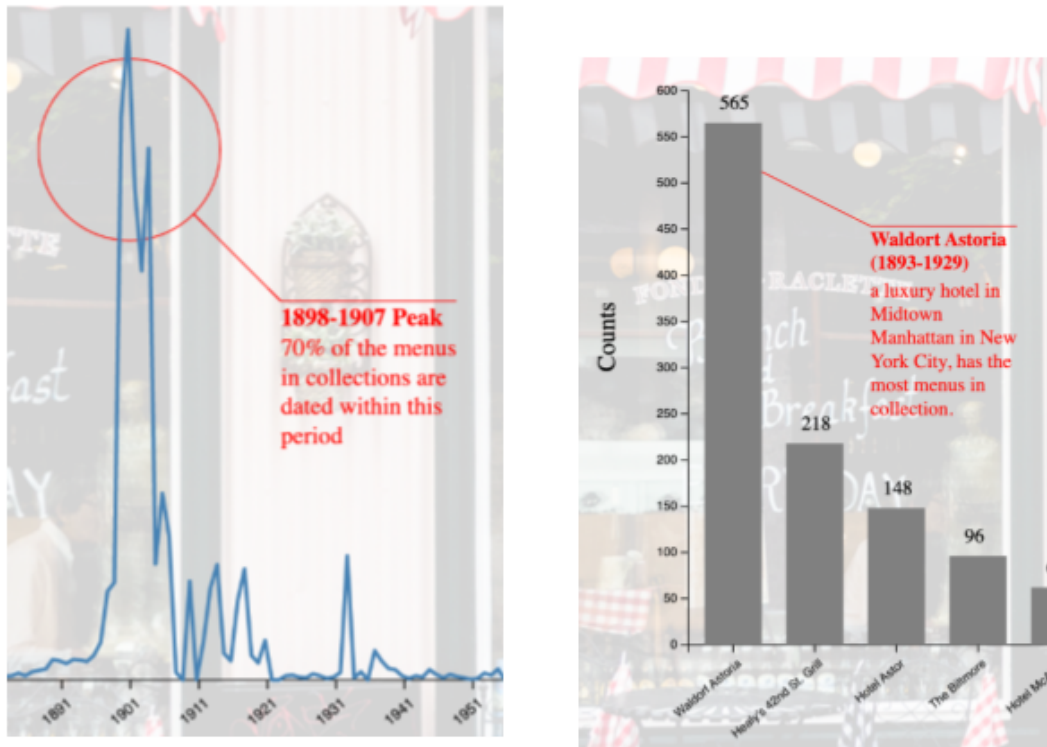 1898-1907 Peak
70% of the menus
in collections are
dated within this
period
1891
1901
1911
1921
1931
1941
1951
600
550
500
450
400
350
300
250
200
150
100
50
0
Counts
565
218
148
96
Waldort Astoria
(1893-1929)
a luxury hotel in
Midtown
Manhattan in New
York City, has the
most menus in
collection.
Waldorf Astoria
Healy's 42nd St. Grill
Hotel Astor
The Biltmore
Hotel
RACLETTE
Breakfast